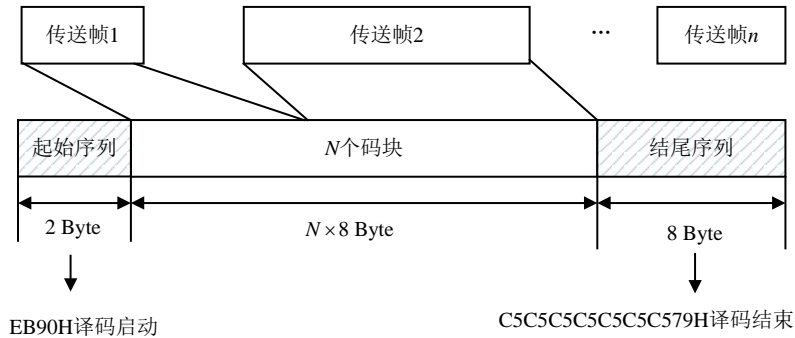 传送帧1
传送帧2
...
传送帧n
起始序列
N个码块
结尾序列
2 Byte
N×8 Byte
8 Byte
EB90H译码启动
C5C5C5C5C5C5C579H译码结束